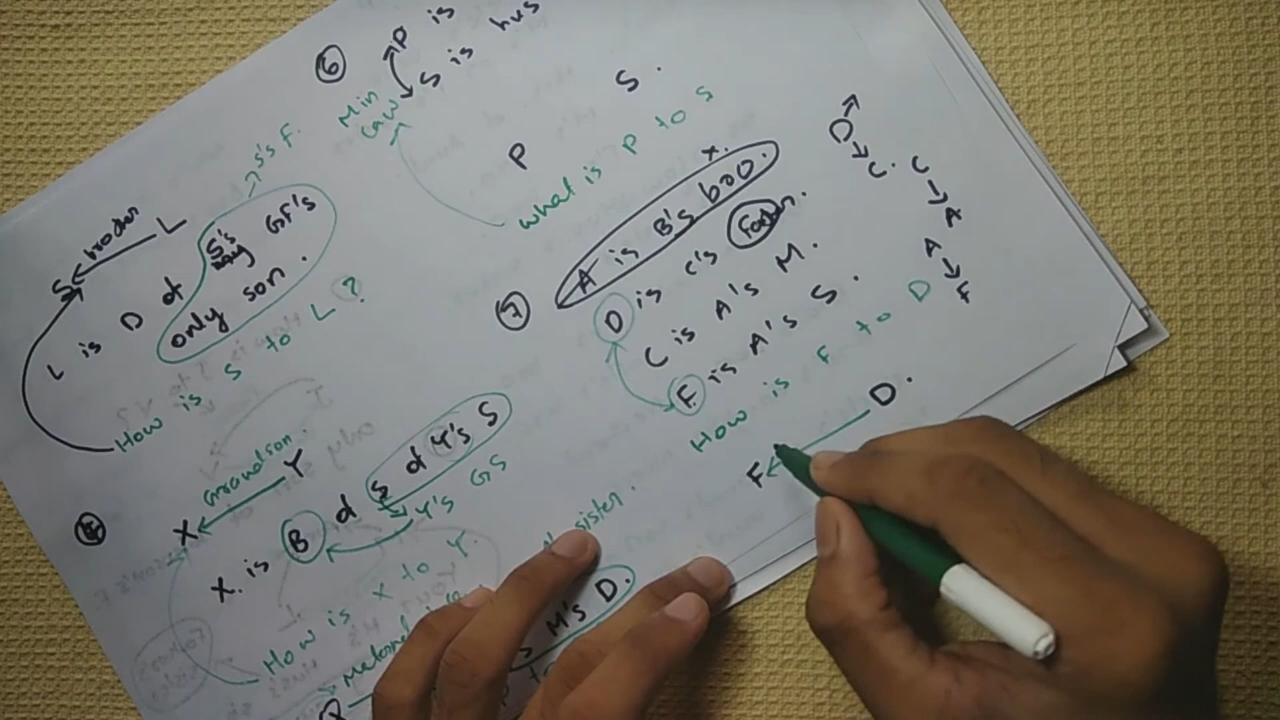 6
P is
S is hus
M in
law
S.
P
what is P to S
S's F.
brother
S L
L is D of S's GF's
only son.
How is S to L ?
7
A is B's bro. x.
D is C's Father.
C is A's M.
F is A's S.
How is F to D
D → C
C → A
A → F
D.
F
Grandson.
X Y
X. is B of S of Y's S
Y's GS
How is X to Y.
sister.
M's D.